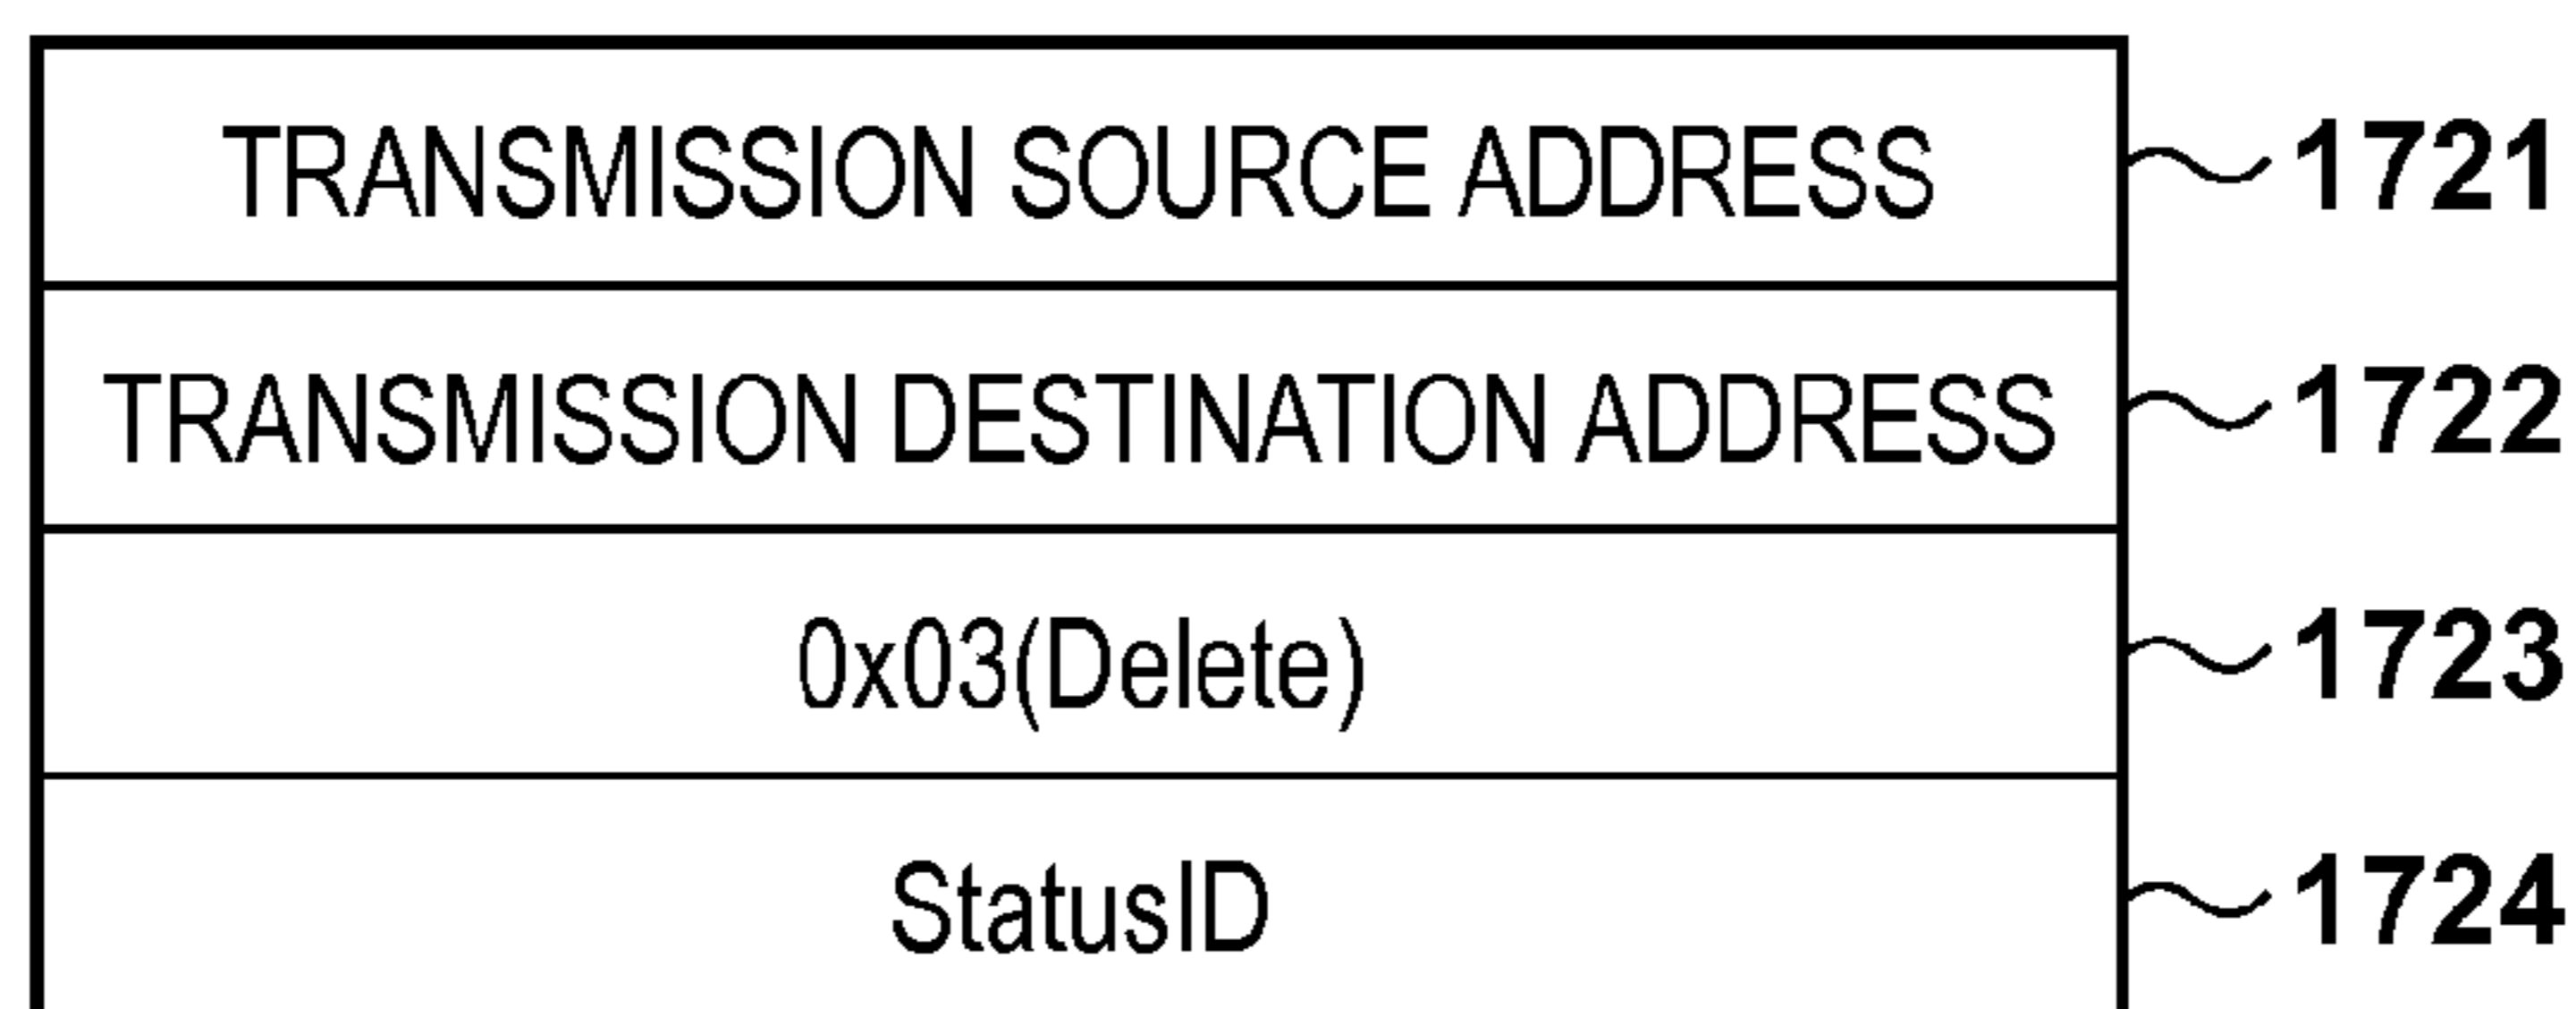 TRANSMISSION SOURCE ADDRESS 1721
TRANSMISSION DESTINATION ADDRESS 1722
0x03(Delete) 1723
StatusID 1724